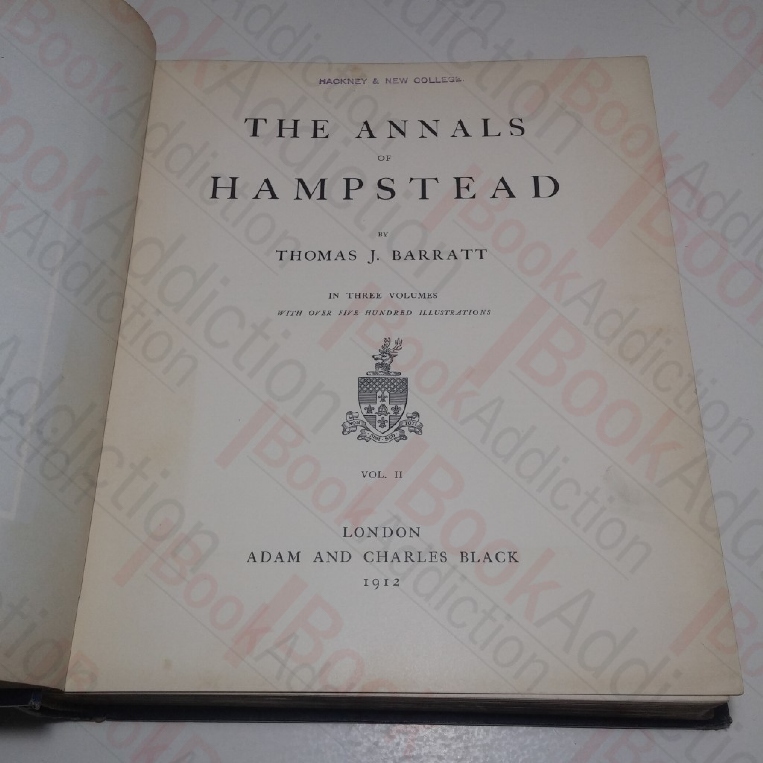 HACKNEY & NEW COLLEGE.
THE ANNALS
OF
HAMPSTEAD
BY
THOMAS J. BARRATT
IN THREE VOLUMES
WITH OVER FIVE HUNDRED ILLUSTRATIONS
VOL. II
LONDON
ADAM AND CHARLES BLACK
1912
BookAddiction